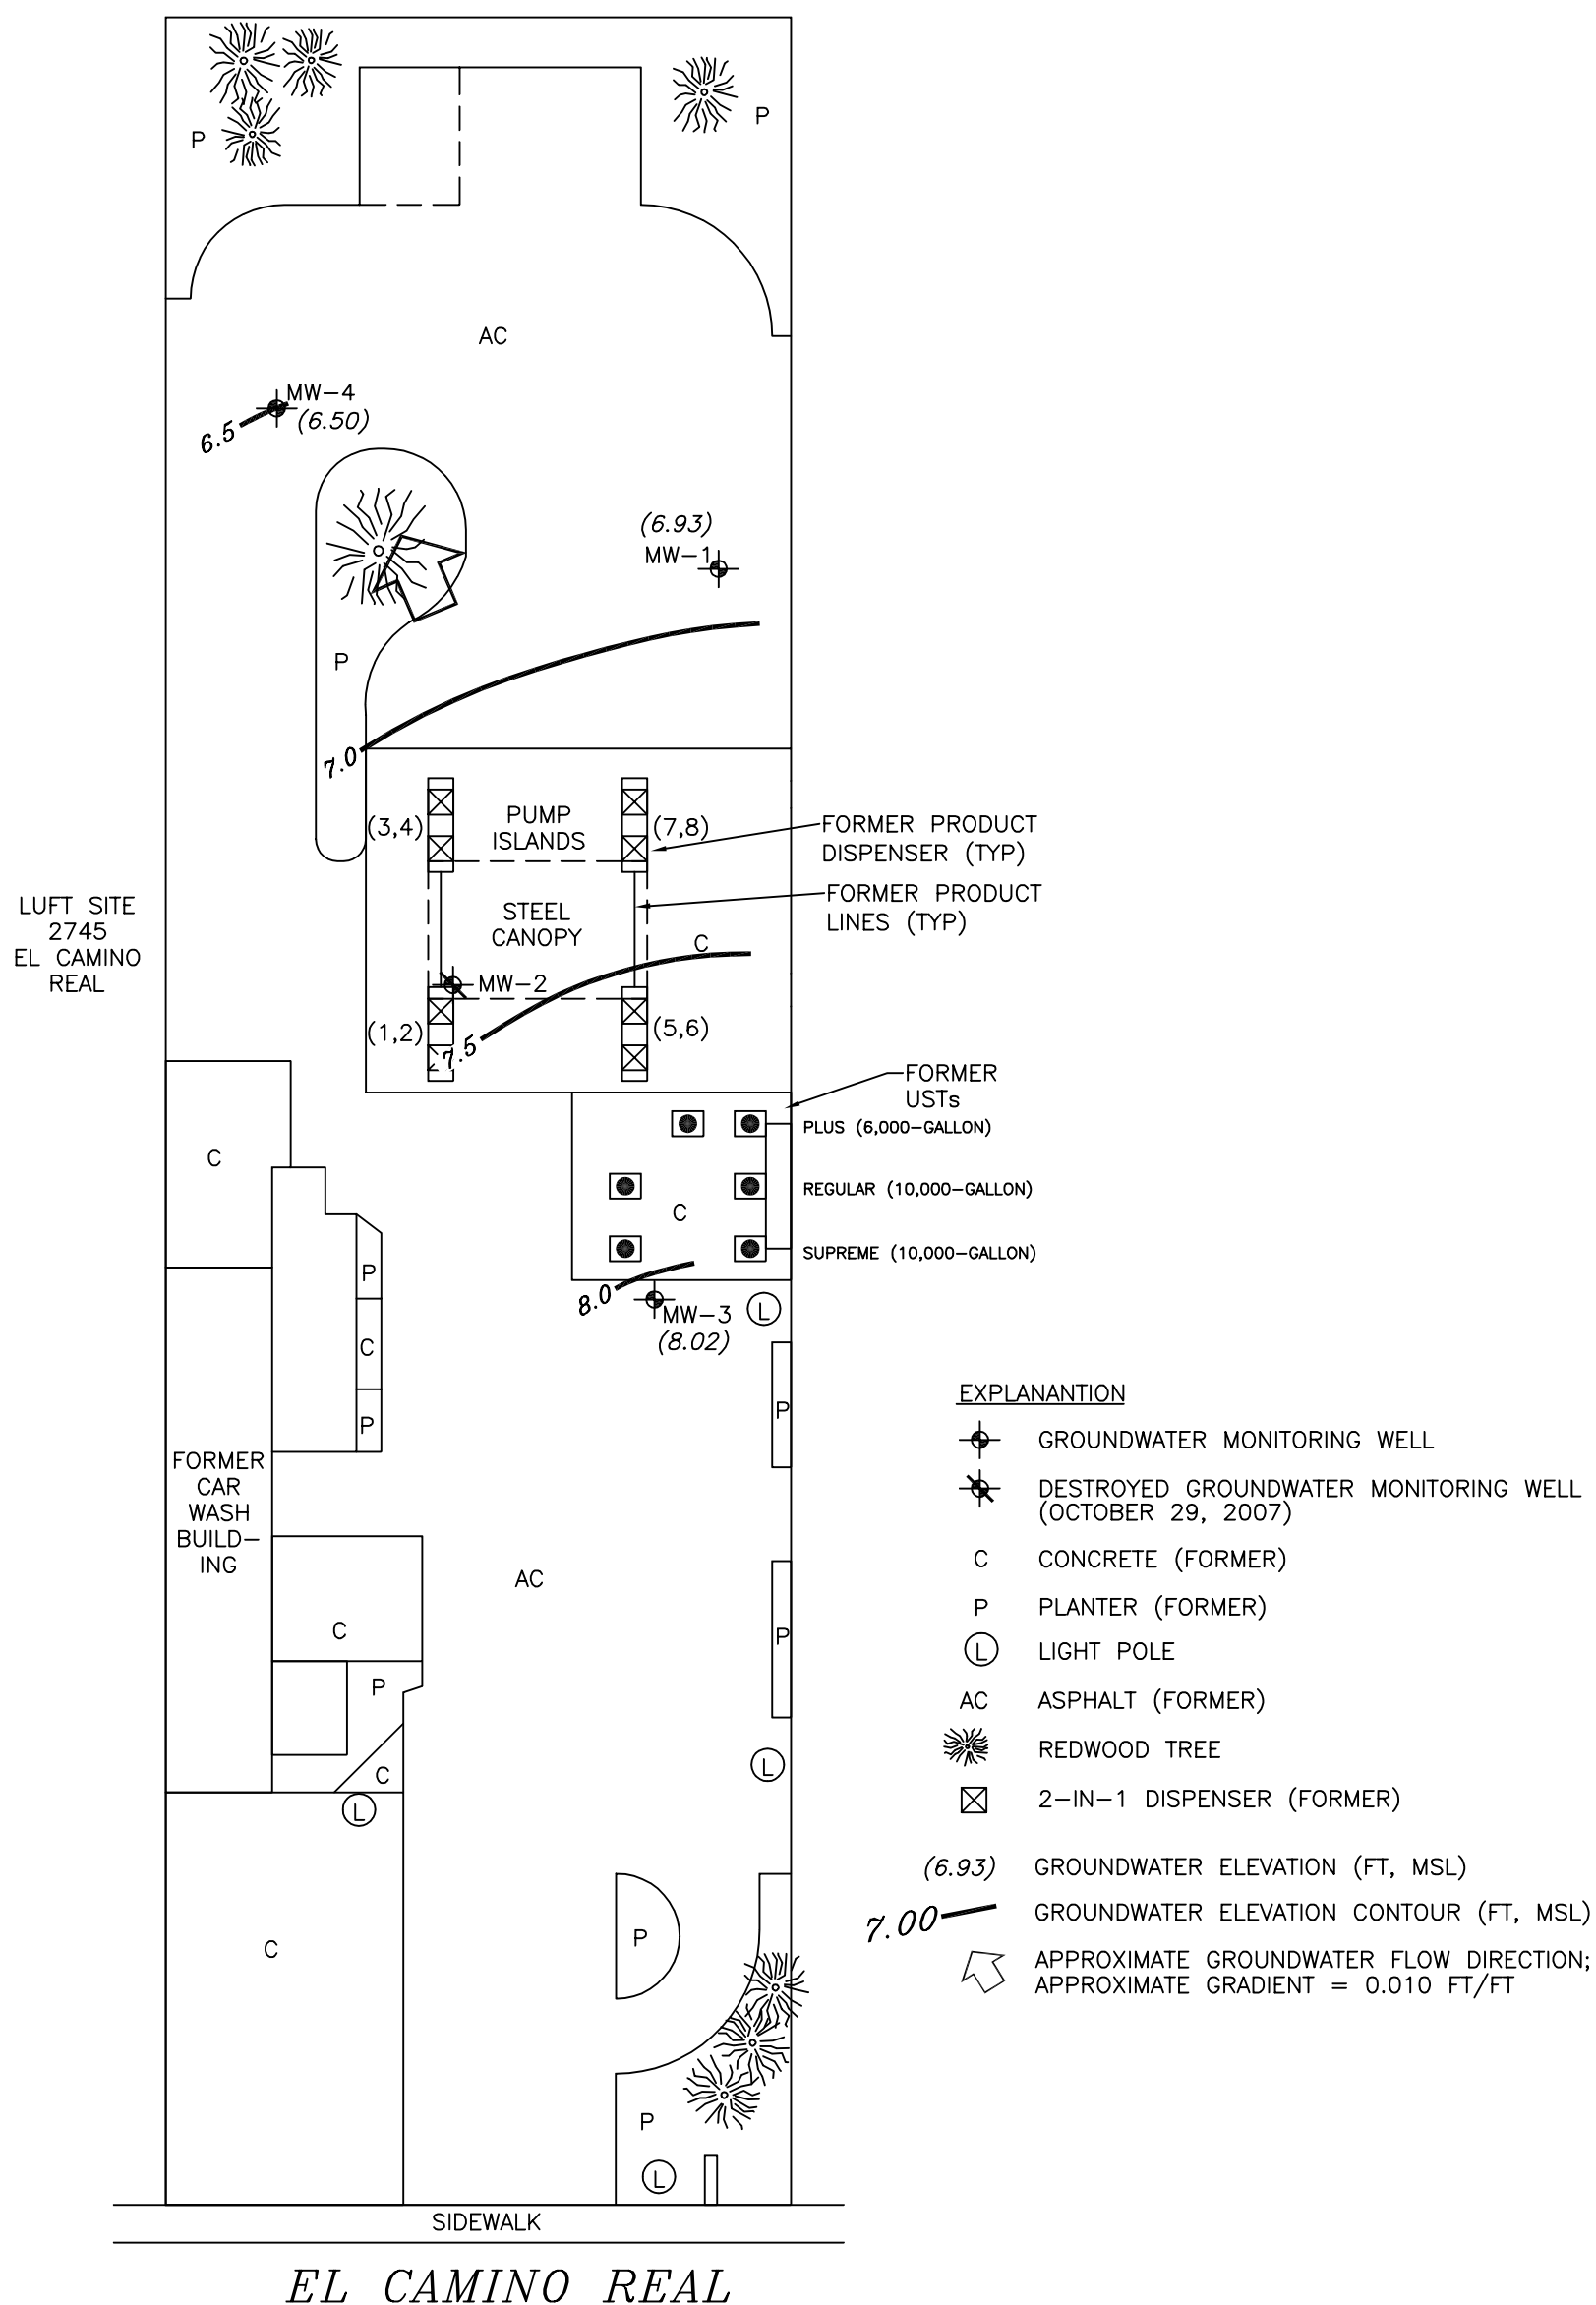 P
P
AC
MW-4
(6.50)
6.5
(6.93)
MW-1
P
7.0
PUMP
ISLANDS
(3,4)
(7,8)
FORMER PRODUCT
DISPENSER (TYP)
FORMER PRODUCT
LINES (TYP)
STEEL
CANOPY
C
LUFT SITE
2745
EL CAMINO
REAL
MW-2
(1,2)
7.5
(5,6)
FORMER
USTs
PLUS (6,000-GALLON)
C
REGULAR (10,000-GALLON)
C
SUPREME (10,000-GALLON)
P
8.0
MW-3
(8.02)
L
C
P
P
FORMER
CAR
WASH
BUILD-
ING
AC
C
P
P
C
L
L
C
P
P
L
SIDEWALK
EL CAMINO REAL
EXPLANANTION
GROUNDWATER MONITORING WELL
DESTROYED GROUNDWATER MONITORING WELL
(OCTOBER 29, 2007)
C CONCRETE (FORMER)
P PLANTER (FORMER)
L LIGHT POLE
AC ASPHALT (FORMER)
REDWOOD TREE
2-IN-1 DISPENSER (FORMER)
(6.93) GROUNDWATER ELEVATION (FT, MSL)
7.00 GROUNDWATER ELEVATION CONTOUR (FT, MSL)
APPROXIMATE GROUNDWATER FLOW DIRECTION;
APPROXIMATE GRADIENT = 0.010 FT/FT